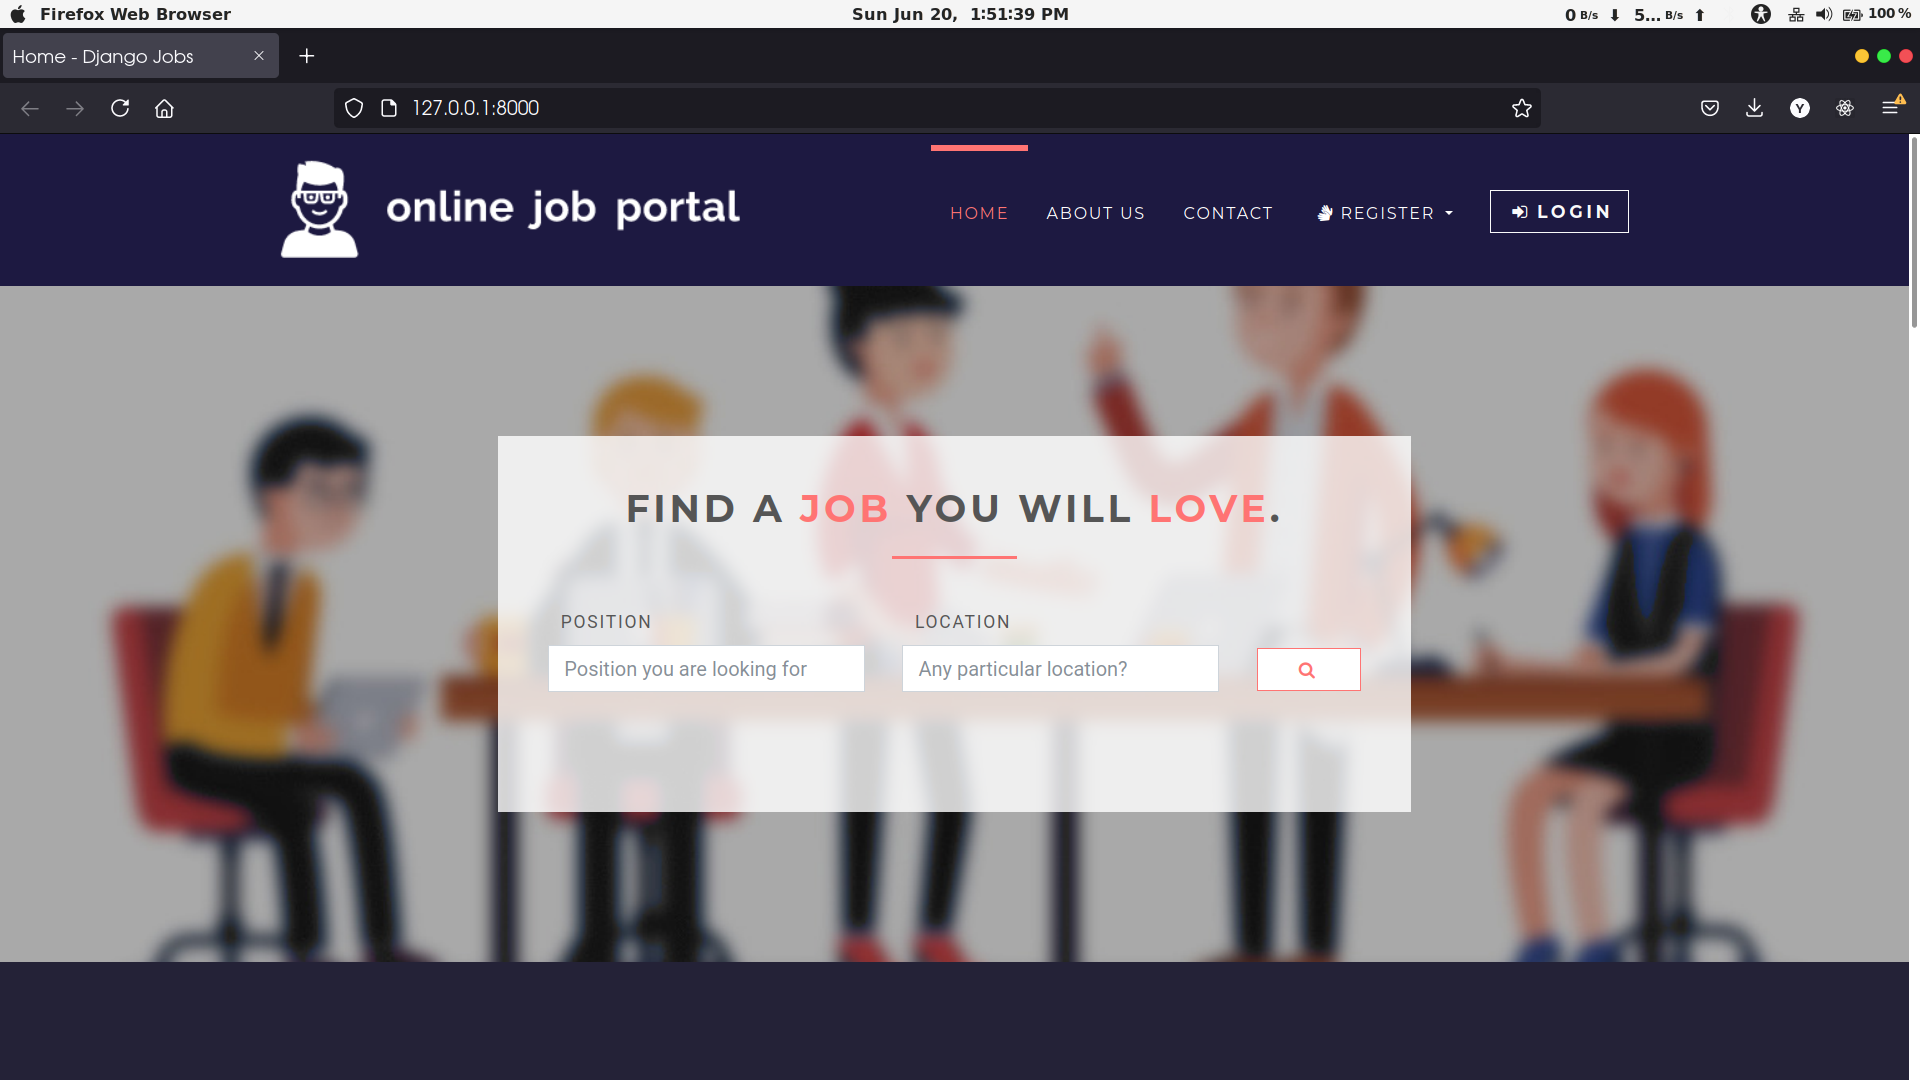 Firefox Web Browser
Sun Jun 20, 1:51:39 PM
0 B/s ⬇ 5... B/s ⬆
100 %
Home - Django Jobs
127.0.0.1:8000
Y
online job portal
HOME
ABOUT US
CONTACT
REGISTER
LOGIN
FIND A JOB YOU WILL LOVE.
POSITION
LOCATION
Position you are looking for
Any particular location?